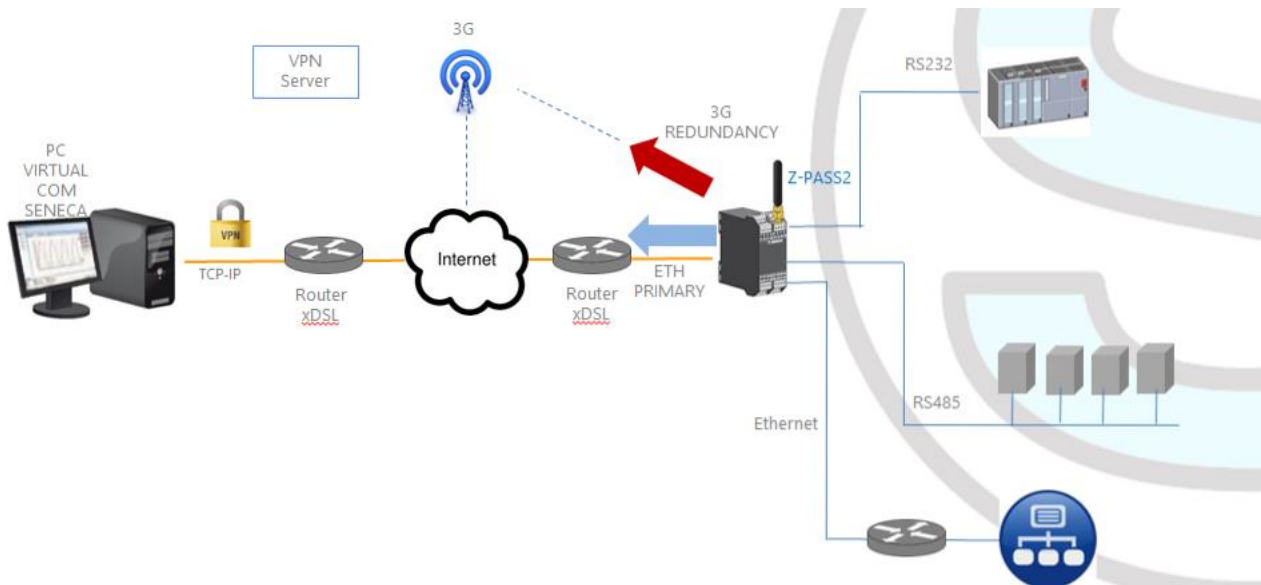 3G
VPN
Server
RS232
3G
REDUNDANCY
PC
VIRTUAL
COM
SENECA
Z-PASS2
VPN
TCP-IP
Internet
Router
xDSL
Router
xDSL
ETH
PRIMARY
RS485
Ethernet